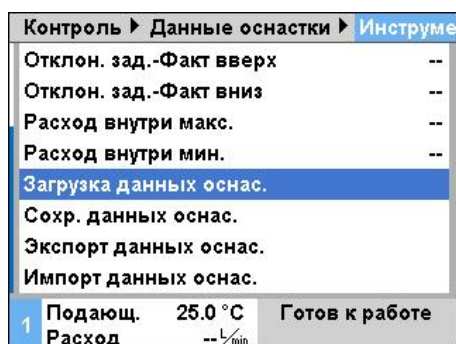 Контроль ▶ Данные оснастки ▶ Инструме
Отклон. зад.-Факт вверх --
Отклон. зад.-Факт вниз --
Расход внутри макс. --
Расход внутри мин. --
Загрузка данных оснас.
Сохр. данных оснас.
Экспорт данных оснас.
Импорт данных оснас.
1 Подающ. 25.0 °C Готов к работе
Расход -- L/min